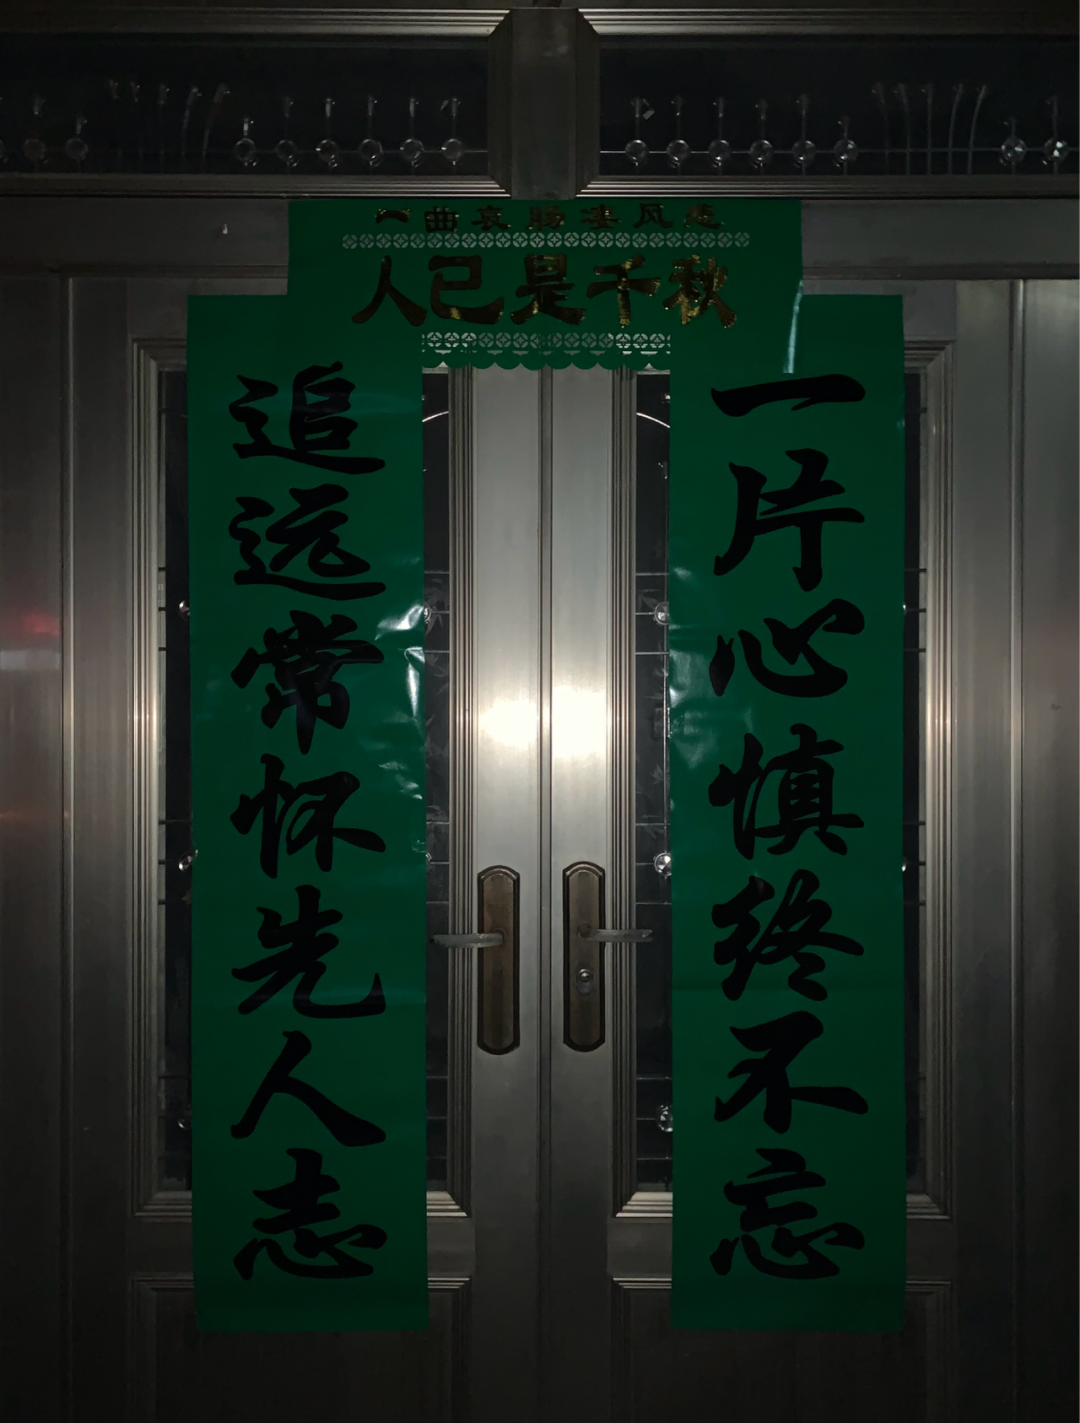 一曲哀肠凄风
人已是千秋
一片心慎终不忘
追远常怀先人志